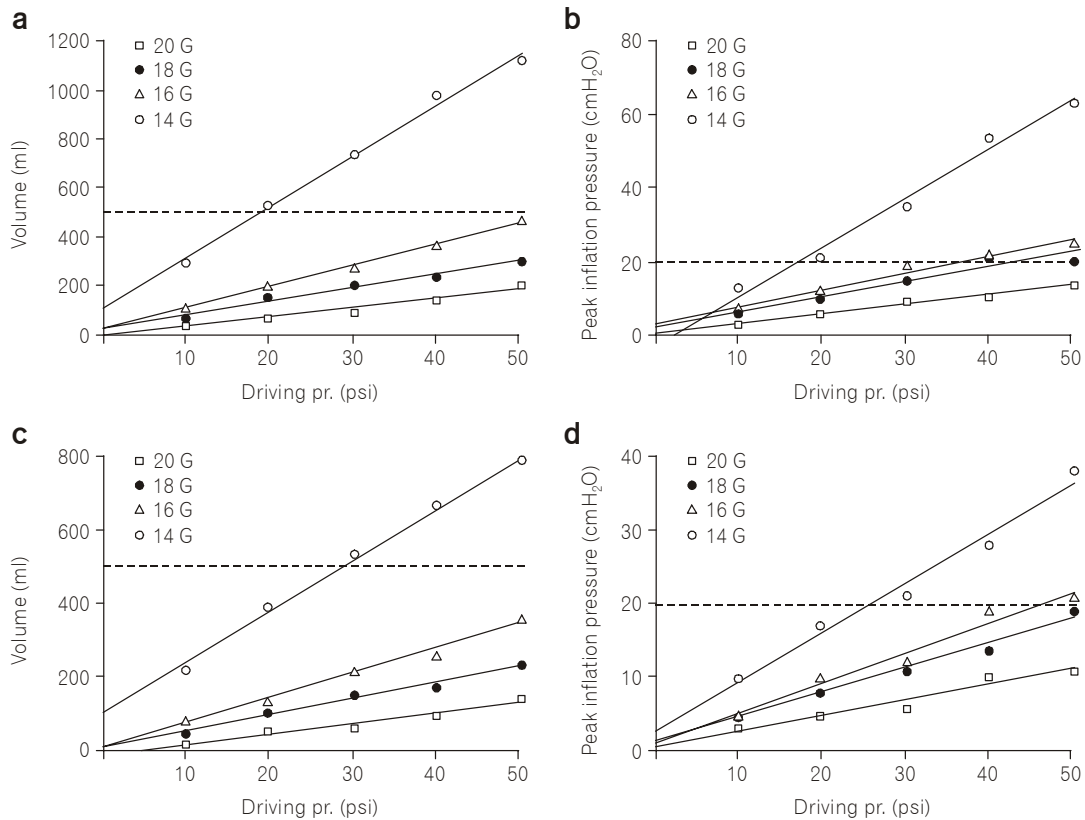 a
1200
1000
800
600
400
200
0
10 20 30 40 50
Volume (ml)
Driving pr. (psi)
20 G
18 G
16 G
14 G
b
80
60
40
20
0
10 20 30 40 50
Peak inflation pressure (cmH₂O)
Driving pr. (psi)
20 G
18 G
16 G
14 G
c
800
600
400
200
0
10 20 30 40 50
Volume (ml)
Driving pr. (psi)
20 G
18 G
16 G
14 G
d
40
30
20
10
0
10 20 30 40 50
Peak inflation pressure (cmH₂O)
Driving pr. (psi)
20 G
18 G
16 G
14 G